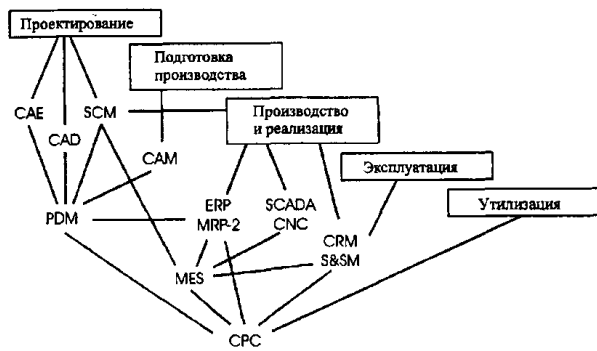 Проектирование
Подготовка
производства
CAE
SCM
Производство
и реализация
CAD
CAM
Эксплуатация
ERP
SCADA
Утилизация
PDM
MRP-2
CNC
CRM
MES
S&SM
CPC